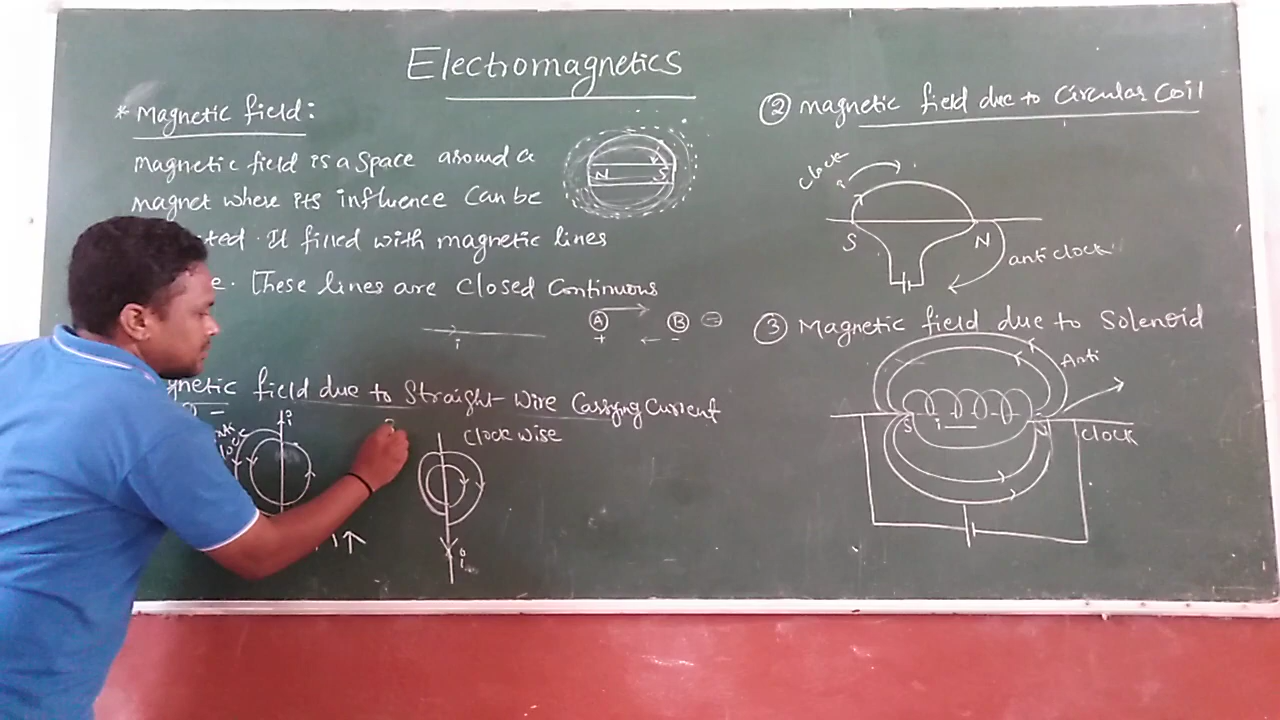 Electromagnetics
* Magnetic field:
Magnetic field is a Space around a
magnet where its influence Can be
ted. It filled with magnetic lines
e. These lines are Closed Continuous
N S
i
A B
+ -
gnetic field due to Straight Wire Carrying Current
i
Clock wise
i
② magnetic field due to Circular Coil
clock
S N
anti clock
③ Magnetic field due to Solenoid
Anti
S i N
clock